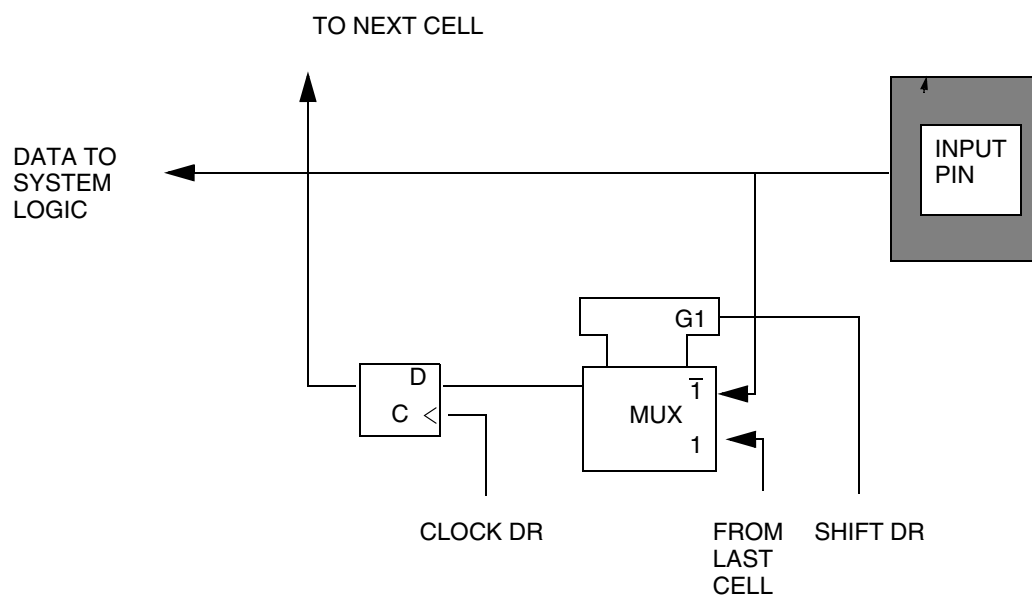 TO NEXT CELL
DATA TO
SYSTEM
LOGIC
INPUT
PIN
G1
D
C
1̅
MUX
1
CLOCK DR
FROM
LAST
CELL
SHIFT DR